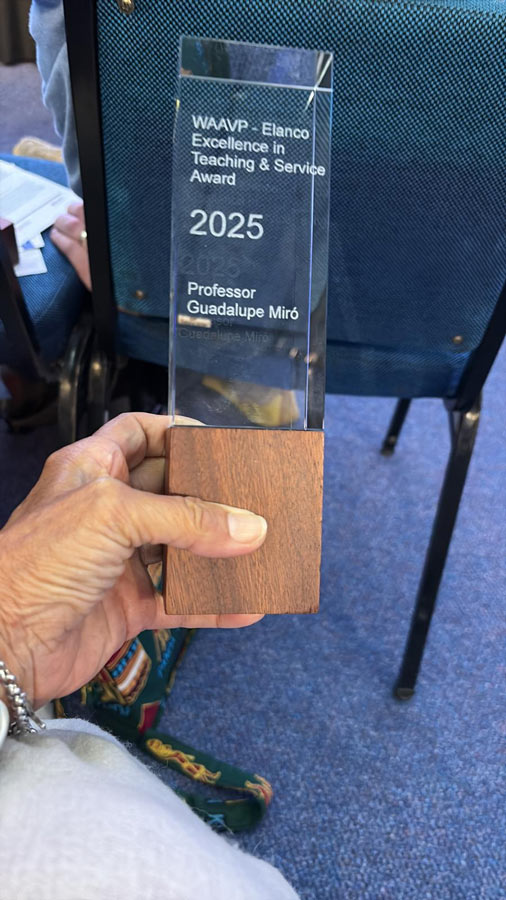 WAAVP - Elanco
Excellence in
Teaching & Service
Award
2025
Professor
Guadalupe Miró